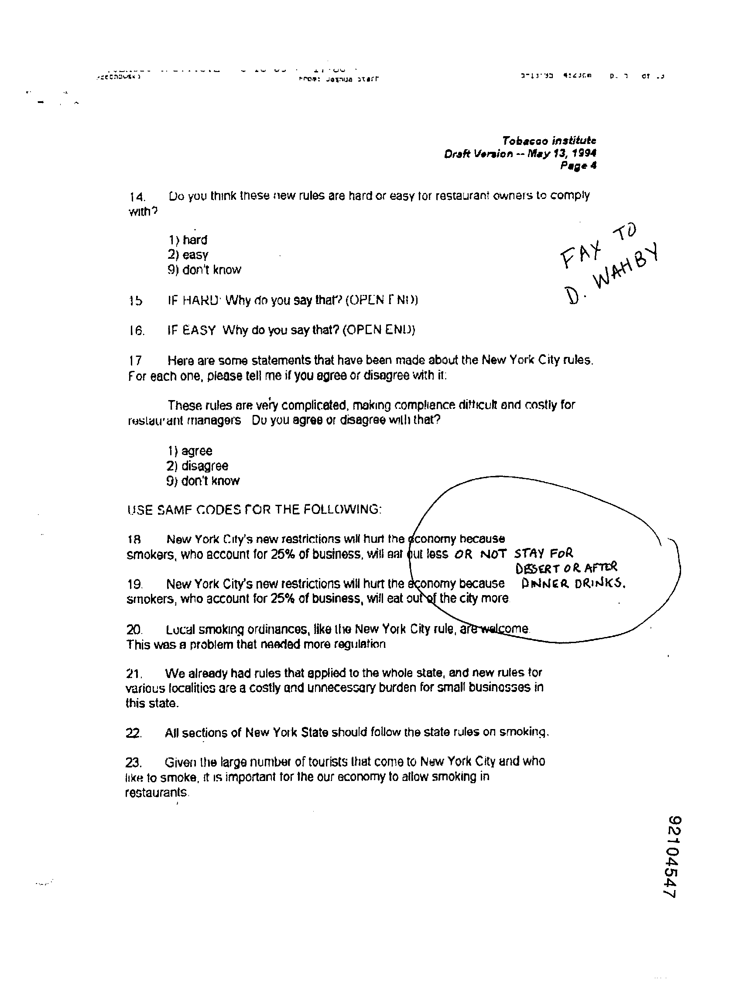 From: Joshua Starr
Tobacco institute
Draft Version -- May 13, 1994
Page 4
14. Do you think these new rules are hard or easy for restaurant owners to comply
with?
1) hard
2) easy
9) don't know
FAX TO
D. WAHBY
15 IF HARD: Why do you say that? (OPEN END)
16. IF EASY Why do you say that? (OPEN END)
17 Here are some statements that have been made about the New York City rules.
For each one, please tell me if you agree or disagree with it:
These rules are very complicated, making compliance difficult and costly for
restaurant managers Do you agree or disagree with that?
1) agree
2) disagree
9) don't know
USE SAME CODES FOR THE FOLLOWING:
18 New York City's new restrictions will hurt the economy because
smokers, who account for 25% of business, will eat out less OR NOT STAY FOR
DESERT OR AFTER
DINNER DRINKS.
19. New York City's new restrictions will hurt the economy because
smokers, who account for 25% of business, will eat out of the city more
20. Local smoking ordinances, like the New York City rule, are welcome
This was a problem that needed more regulation
21. We already had rules that applied to the whole state, and new rules for
various localities are a costly and unnecessary burden for small businesses in
this state.
22. All sections of New York State should follow the state rules on smoking.
23. Given the large number of tourists that come to New York City and who
like to smoke, it is important for the our economy to allow smoking in
restaurants.
92104547